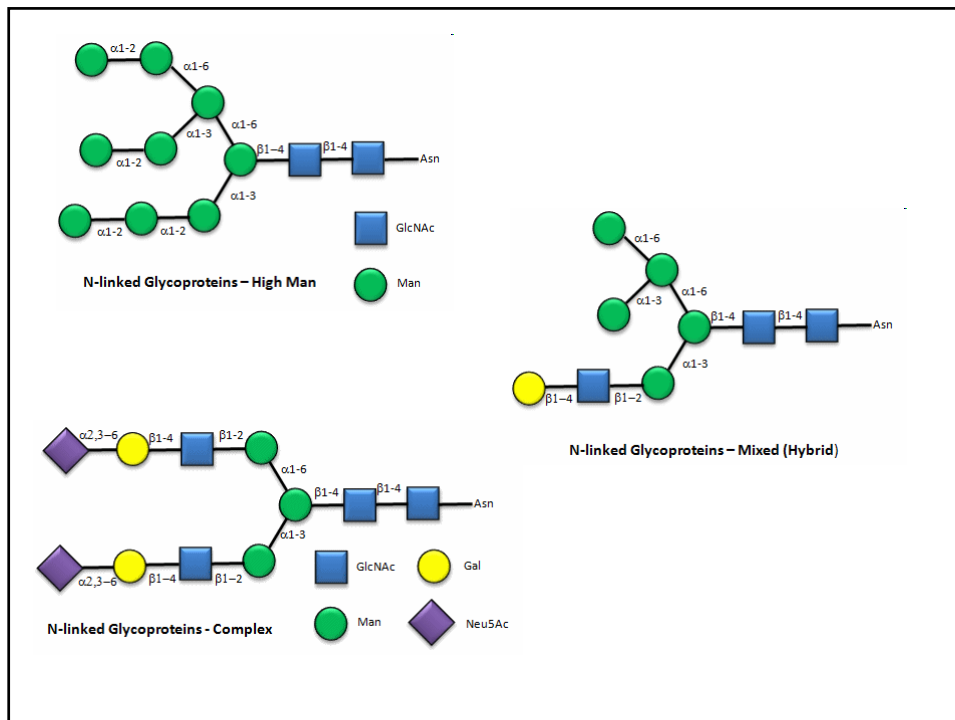 α1-2
α1-6
α1-3
α1-2
α1-6
β1–4
β1-4
Asn
α1-3
α1-2
α1-2
GlcNAc
Man
N-linked Glycoproteins – High Man
α1-6
α1-3
α1-6
β1-4
β1-4
Asn
α1-3
β1–4
β1–2
N-linked Glycoproteins – Mixed (Hybrid)
α2,3–6
β1-4
β1-2
α1-6
β1-4
β1-4
Asn
α1-3
α2,3–6
β1–4
β1–2
GlcNAc
Gal
Man
Neu5Ac
N-linked Glycoproteins - Complex